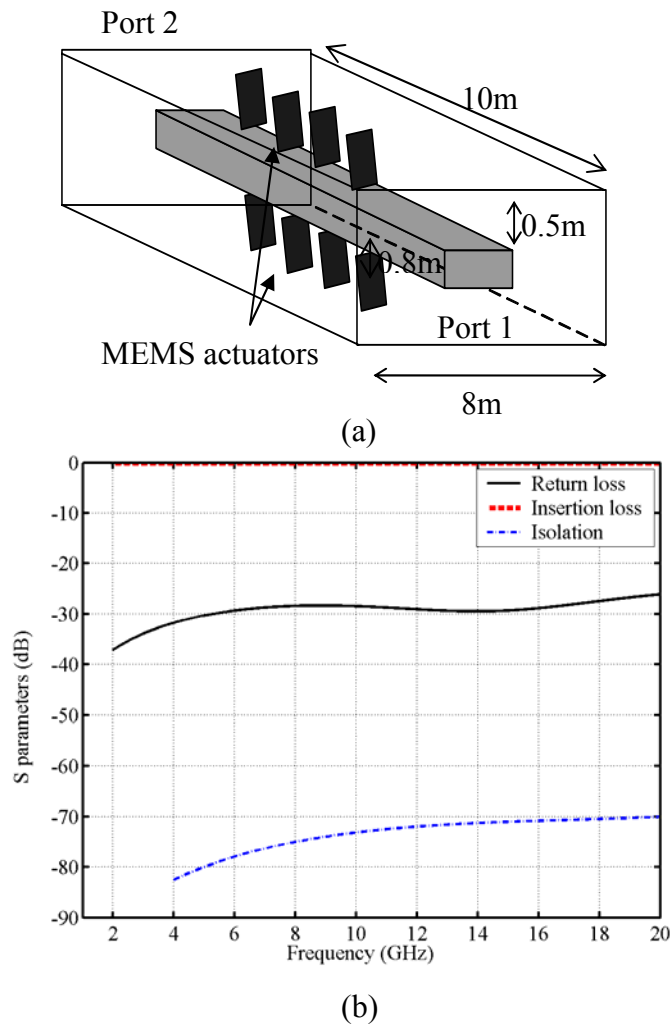 Port 2
10m
0.5m
0.8m
Port 1
MEMS actuators
8m
(a)
0
-10
-20
-30
-40
-50
-60
-70
-80
-90
S parameters (dB)
Return loss
Insertion loss
Isolation
2 4 6 8 10 12 14 16 18 20
Frequency (GHz)
(b)